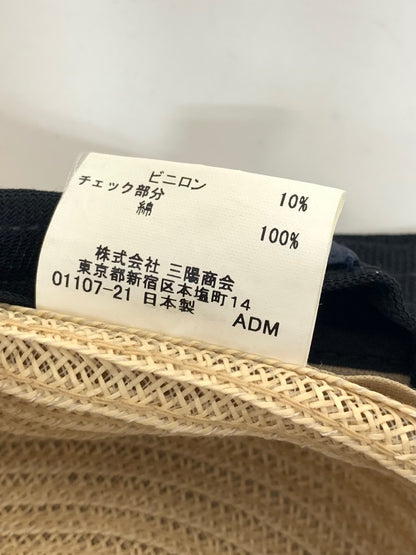 ビニロン 10%
チェック部分
綿 100%
株式会社 三陽商会
東京都新宿区本塩町14
01107-21 日本製 ADM